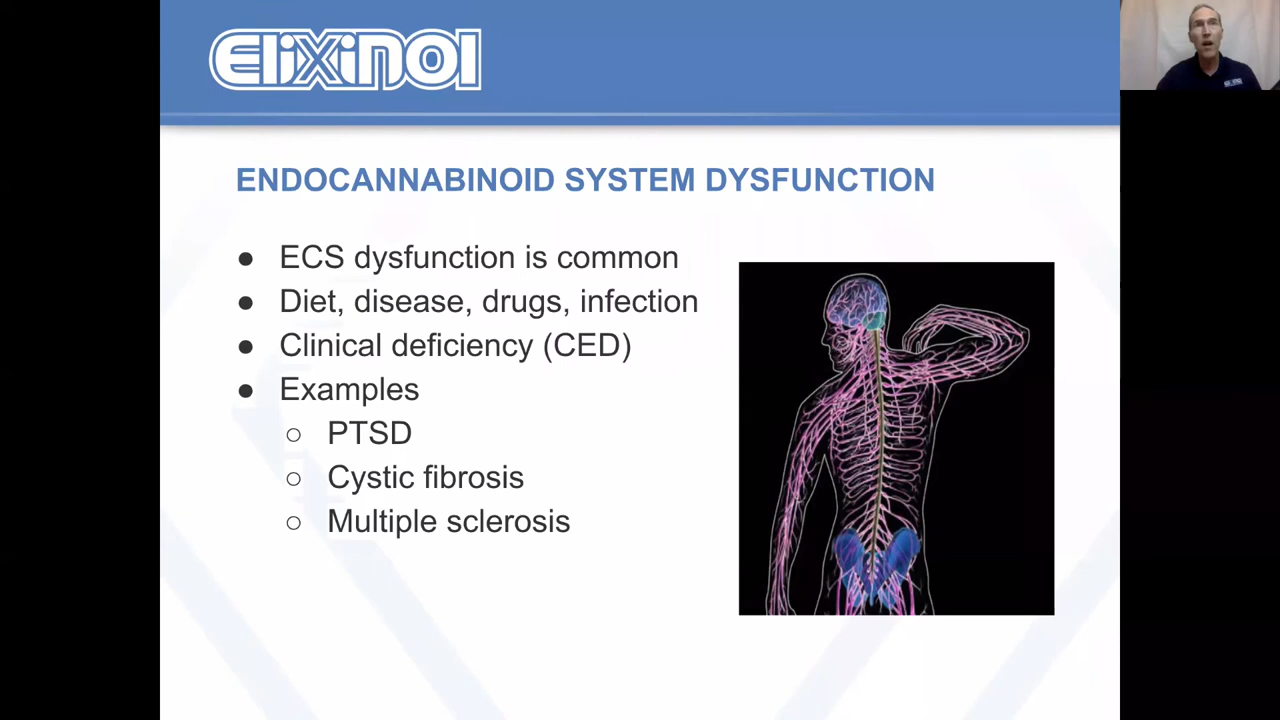 Elixinol
ENDOCANNABINOID SYSTEM DYSFUNCTION
● ECS dysfunction is common
● Diet, disease, drugs, infection
● Clinical deficiency (CED)
● Examples
○ PTSD
○ Cystic fibrosis
○ Multiple sclerosis